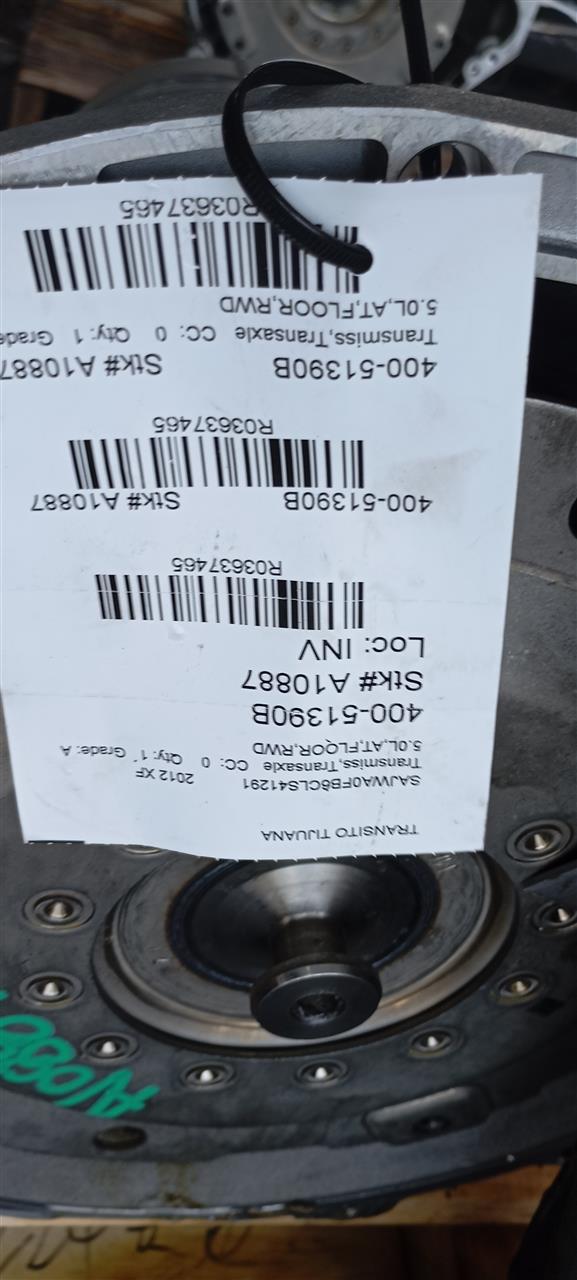 TRANSITO TIJUANA
SAJWA0FB6CLS41291 2012 XF
Transmiss,Transaxle CC: 0 Qty: 1 Grade: A
5.0L,AT,FLOOR,RWD
400-51390B
Stk# A10887
Loc: INV
R03637465
400-51390B Stk# A10887
R03637465
400-51390B Stk# A10887
Transmiss,Transaxle CC: 0 Qty: 1 Grade
5.0L,AT,FLOOR,RWD
R03637465